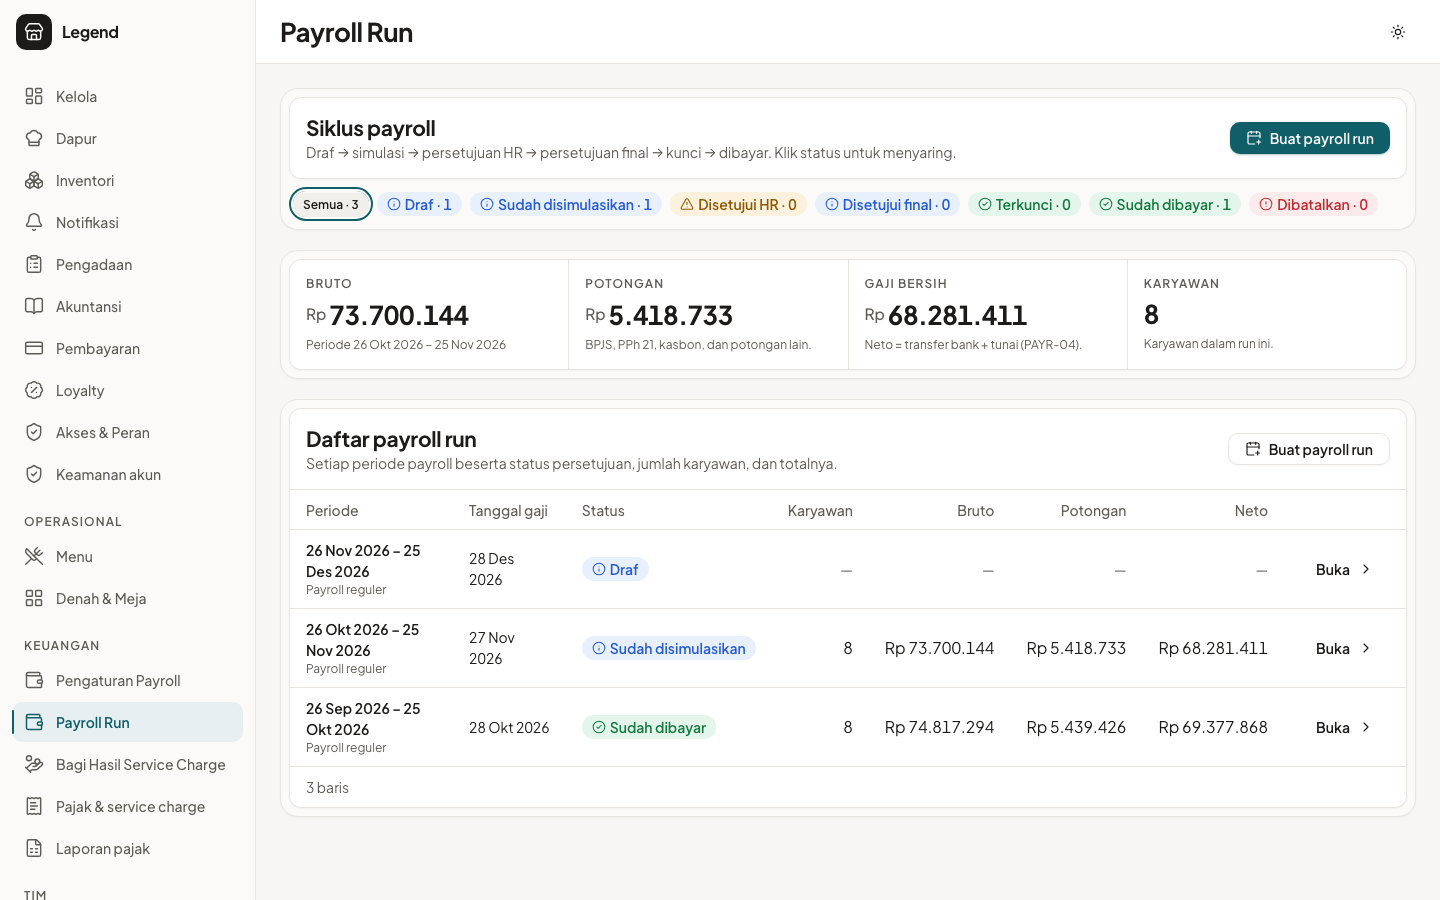 Legend
Payroll Run
Kelola
Dapur
Inventori
Notifikasi
Pengadaan
Akuntansi
Pembayaran
Loyalty
Akses & Peran
Keamanan akun
OPERASIONAL
Menu
Denah & Meja
KEUANGAN
Pengaturan Payroll
Payroll Run
Bagi Hasil Service Charge
Pajak & service charge
Laporan pajak
TIM
Siklus payroll
Draf → simulasi → persetujuan HR → persetujuan final → kunci → dibayar. Klik status untuk menyaring.
Buat payroll run
Semua · 3 Draf · 1 Sudah disimulasikan · 1 Disetujui HR · 0 Disetujui final · 0 Terkunci · 0 Sudah dibayar · 1 Dibatalkan · 0
BRUTO
Rp 73.700.144
Periode 26 Okt 2026 – 25 Nov 2026
POTONGAN
Rp 5.418.733
BPJS, PPh 21, kasbon, dan potongan lain.
GAJI BERSIH
Rp 68.281.411
Neto = transfer bank + tunai (PAYR-04).
KARYAWAN
8
Karyawan dalam run ini.
Daftar payroll run
Setiap periode payroll beserta status persetujuan, jumlah karyawan, dan totalnya.
Buat payroll run
Periode Tanggal gaji Status Karyawan Bruto Potongan Neto
26 Nov 2026 – 25
Des 2026
Payroll reguler
28 Des
2026
Draf — — — — Buka
26 Okt 2026 – 25
Nov 2026
Payroll reguler
27 Nov
2026
Sudah disimulasikan 8 Rp 73.700.144 Rp 5.418.733 Rp 68.281.411 Buka
26 Sep 2026 – 25
Okt 2026
Payroll reguler
28 Okt 2026 Sudah dibayar 8 Rp 74.817.294 Rp 5.439.426 Rp 69.377.868 Buka
3 baris